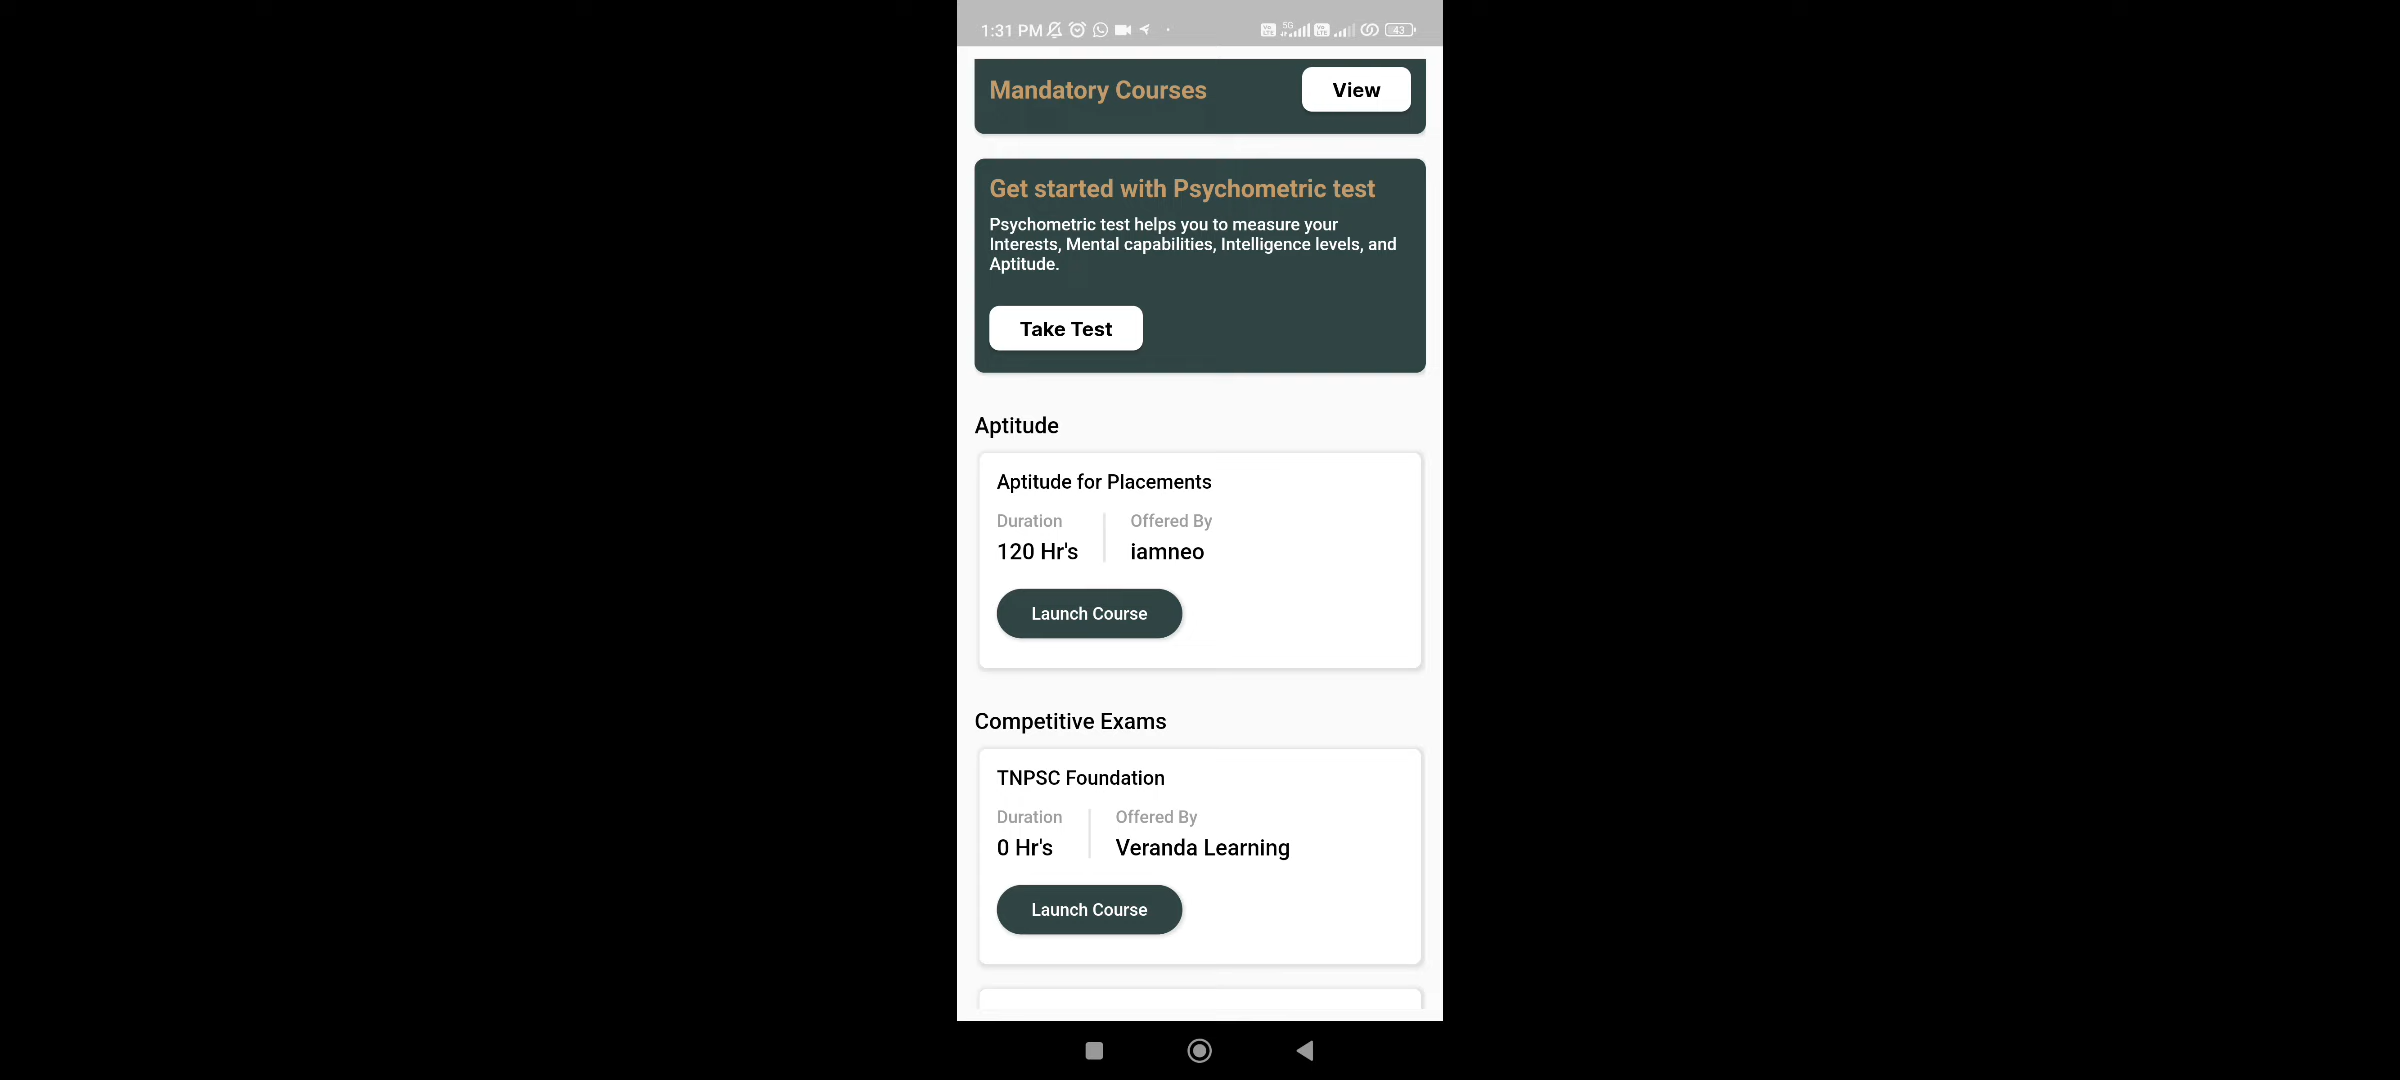 1:31 PM
5G
43
Mandatory Courses
View
Get started with Psychometric test
Psychometric test helps you to measure your
Interests, Mental capabilities, Intelligence levels, and
Aptitude.
Take Test
Aptitude
Aptitude for Placements
Duration
Offered By
120 Hr's
iamneo
Launch Course
Competitive Exams
TNPSC Foundation
Duration
Offered By
0 Hr's
Veranda Learning
Launch Course